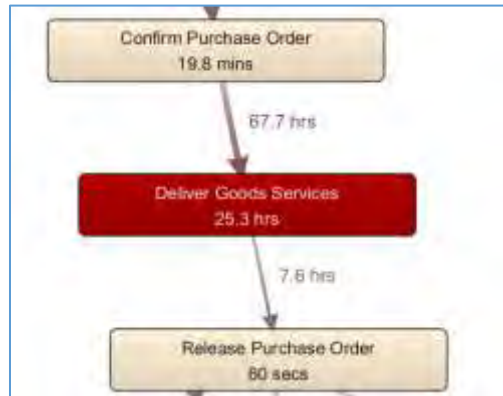 Confirm Purchase Order
19.8 mins
67.7 hrs
Deliver Goods Services
25.3 hrs
7.6 hrs
Release Purchase Order
60 secs